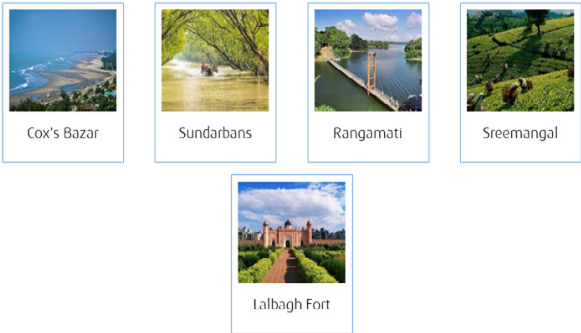 Cox's Bazar
Sundarbans
Rangamati
Sreemangal
Lalbagh Fort